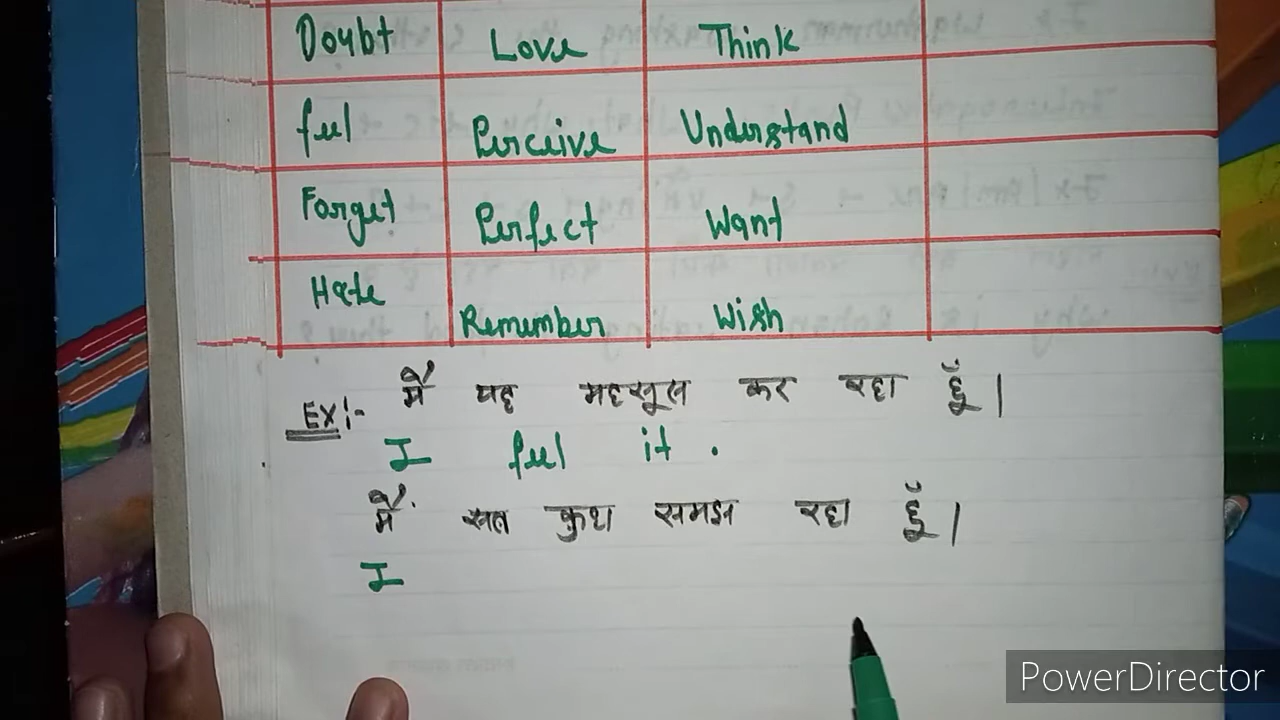 Doubt Love Think
feel Perceive Understand
Forget Perfect Want
Hate Remember Wish
EX:- मैं यह महसूस कर रहा हूँ।
I feel it.
मैं सब कुछ समझ रहा हूँ।
I
PowerDirector